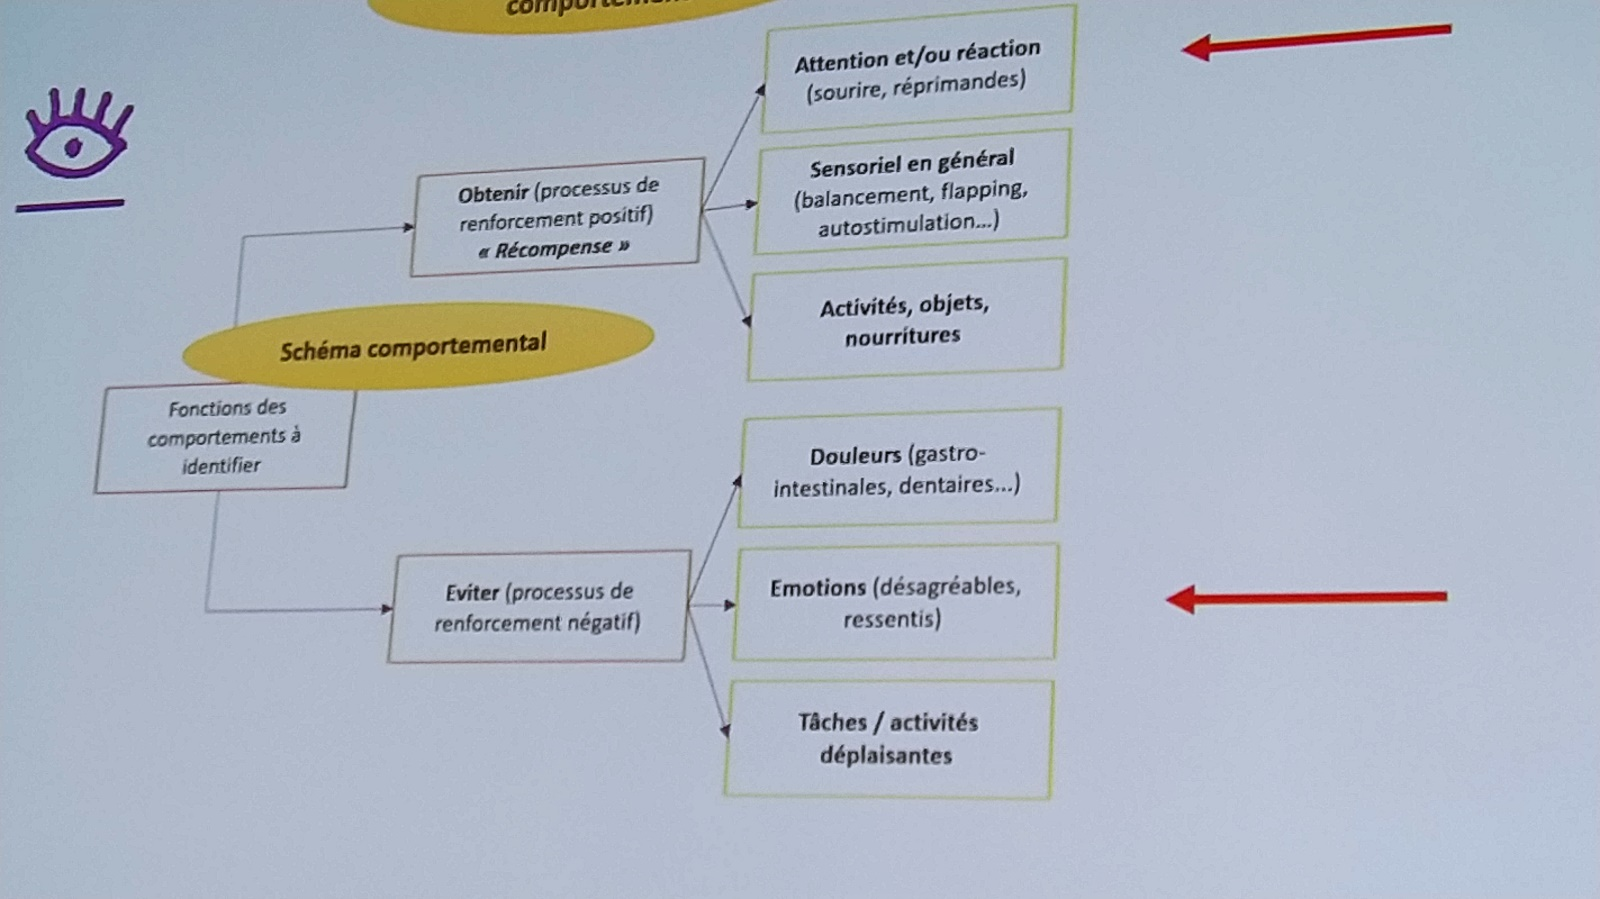 Attention et/ou réaction
(sourire, réprimandes)
Sensoriel en général
(balancement, flapping,
autostimulation...)
Obtenir (processus de
renforcement positif)
« Récompense »
Activités, objets,
nourritures
Schéma comportemental
Fonctions des
comportements à
identifier
Douleurs (gastro-
intestinales, dentaires...)
Eviter (processus de
renforcement négatif)
Emotions (désagréables,
ressentis)
Tâches / activités
déplaisantes